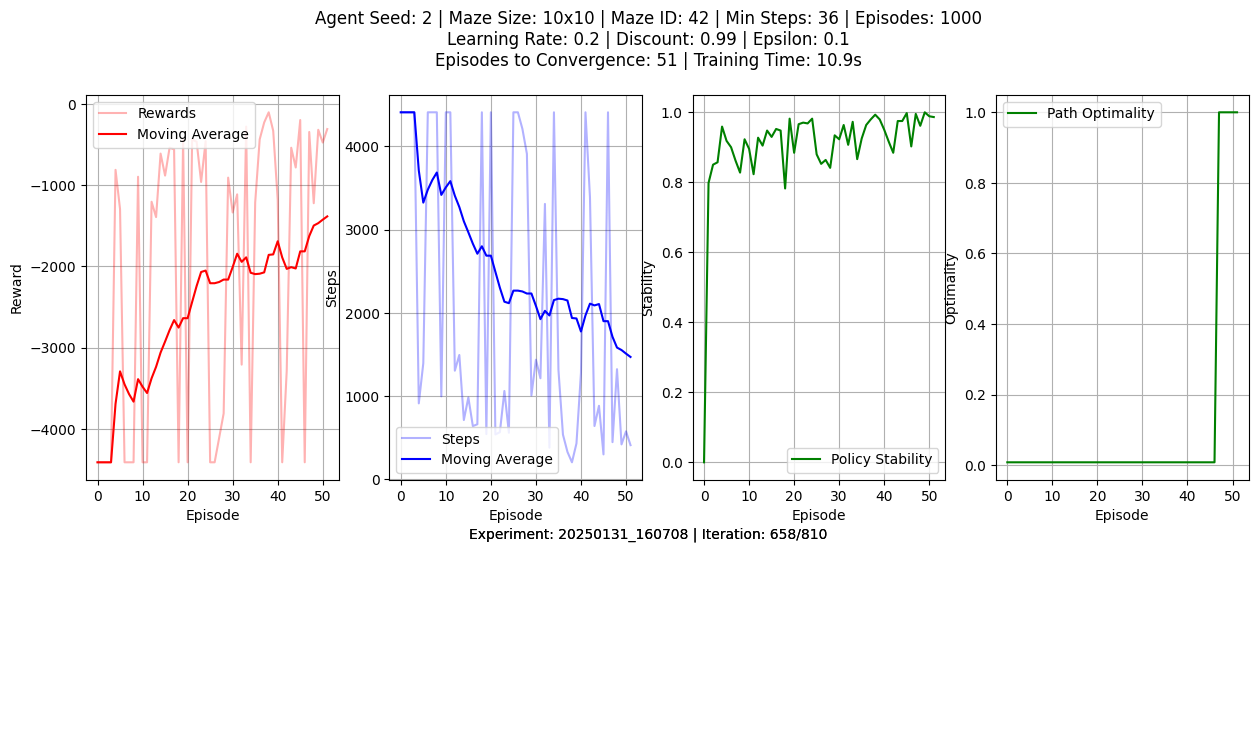 Agent Seed: 2 | Maze Size: 10x10 | Maze ID: 42 | Min Steps: 36 | Episodes: 1000
Learning Rate: 0.2 | Discount: 0.99 | Epsilon: 0.1
Episodes to Convergence: 51 | Training Time: 10.9s
Rewards
Moving Average
0
−1000
−2000
−3000
−4000
Reward
0 10 20 30 40 50
Episode
4000
3000
2000
1000
0
Steps
Steps
Moving Average
0 10 20 30 40 50
Episode
1.0
0.8
0.6
0.4
0.2
0.0
Stability
Policy Stability
0 10 20 30 40 50
Episode
Path Optimality
1.0
0.8
0.6
0.4
0.2
0.0
Optimality
0 10 20 30 40 50
Episode
Experiment: 20250131_160708 | Iteration: 658/810